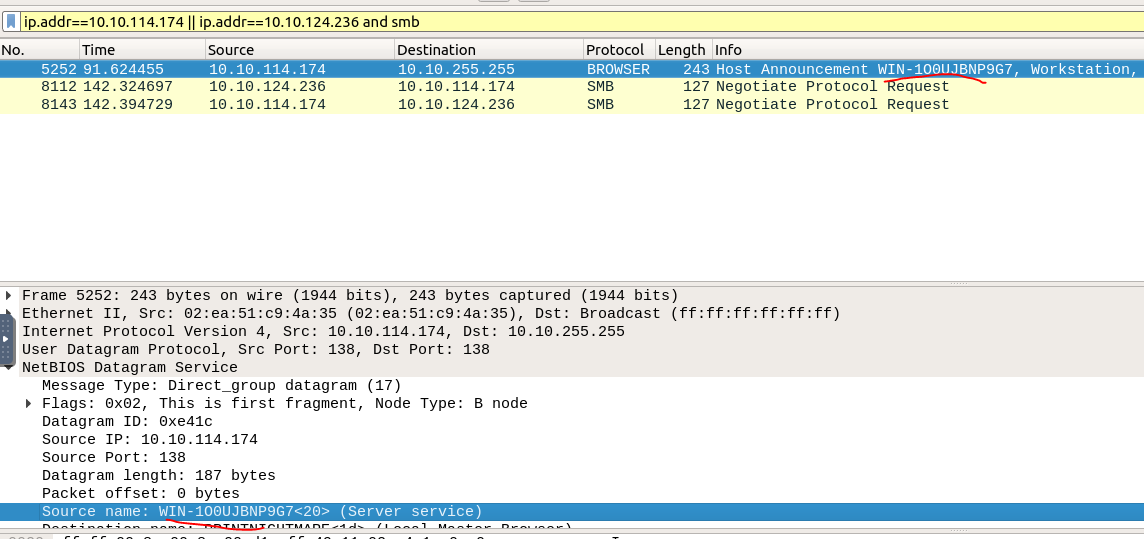 ip.addr==10.10.114.174 || ip.addr==10.10.124.236 and smb
No. Time Source Destination Protocol Length Info
5252 91.624455 10.10.114.174 10.10.255.255 BROWSER 243 Host Announcement WIN-1O0UJBNP9G7, Workstation,
8112 142.324697 10.10.124.236 10.10.114.174 SMB 127 Negotiate Protocol Request
8143 142.394729 10.10.114.174 10.10.124.236 SMB 127 Negotiate Protocol Request
Frame 5252: 243 bytes on wire (1944 bits), 243 bytes captured (1944 bits)
Ethernet II, Src: 02:ea:51:c9:4a:35 (02:ea:51:c9:4a:35), Dst: Broadcast (ff:ff:ff:ff:ff:ff)
Internet Protocol Version 4, Src: 10.10.114.174, Dst: 10.10.255.255
User Datagram Protocol, Src Port: 138, Dst Port: 138
NetBIOS Datagram Service
Message Type: Direct_group datagram (17)
Flags: 0x02, This is first fragment, Node Type: B node
Datagram ID: 0xe41c
Source IP: 10.10.114.174
Source Port: 138
Datagram length: 187 bytes
Packet offset: 0 bytes
Source name: WIN-1O0UJBNP9G7<20> (Server service)
Destination name: PRINTNIGHTMARE<1d> (Local Master Browser)